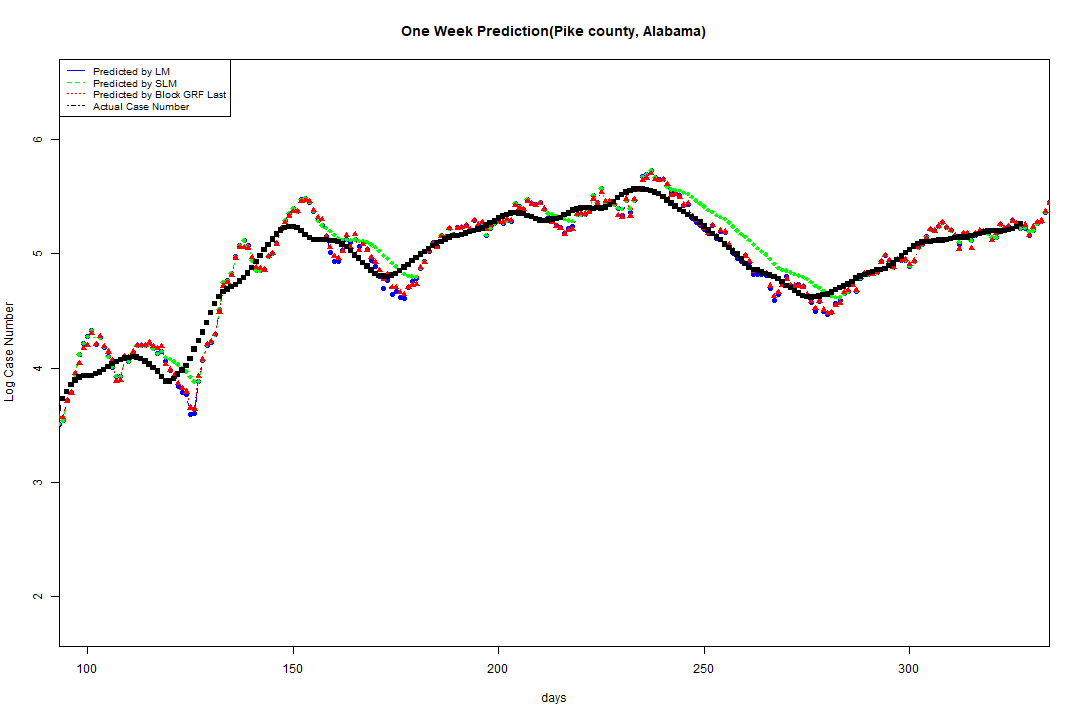 One Week Prediction(Pike county, Alabama)
Predicted by LM
Predicted by SLM
Predicted by Block GRF Last
Actual Case Number
6
5
4
3
2
Log Case Number
100 150 200 250 300
days